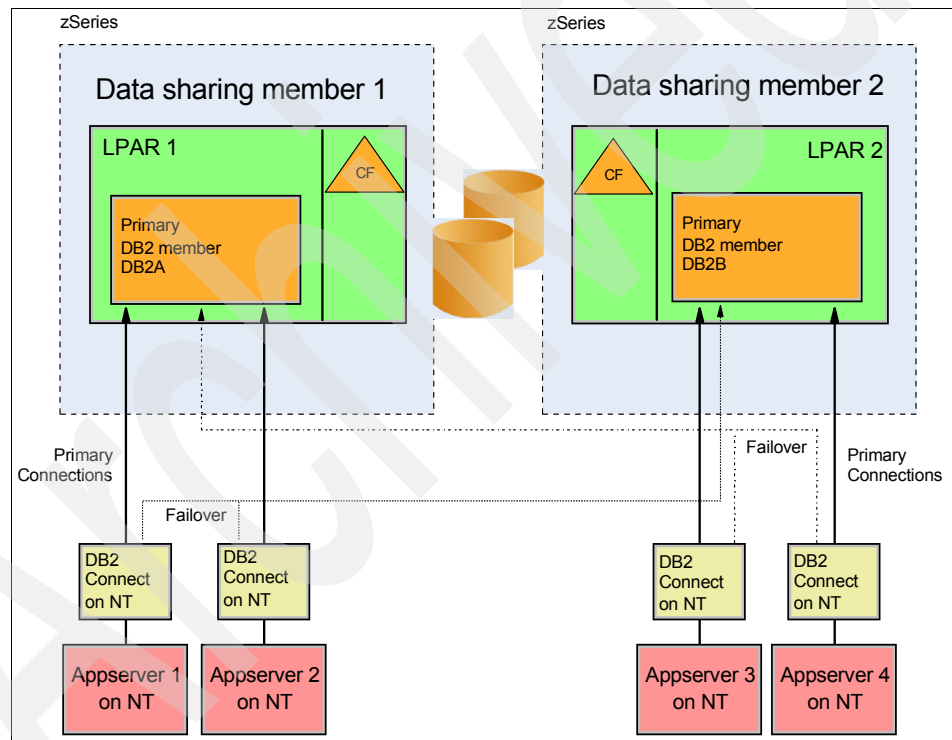 zSeries
zSeries
Data sharing member 1
Data sharing member 2
LPAR 1
CF
CF
LPAR 2
Primary
DB2 member
DB2A
Primary
DB2 member
DB2B
Primary
Connections
Failover
Failover
Primary
Connections
DB2
Connect
on NT
DB2
Connect
on NT
DB2
Connect
on NT
DB2
Connect
on NT
Appserver 1
on NT
Appserver 2
on NT
Appserver 3
on NT
Appserver 4
on NT